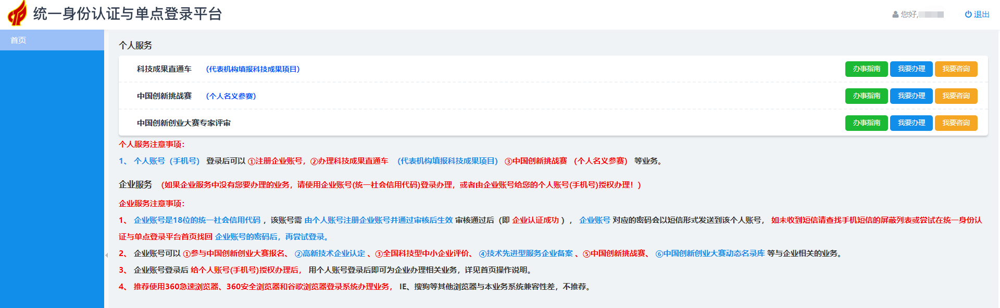 统一身份认证与单点登录平台
您好,
退出
首页
个人服务
科技成果直通车 （代表机构填报科技成果项目） 办事指南 我要办理 我要咨询
中国创新挑战赛 （个人名义参赛） 办事指南 我要办理 我要咨询
中国创新创业大赛专家评审 办事指南 我要办理 我要咨询
个人服务注意事项：
1、 个人账号（手机号） 登录后可以 ①注册企业账号，②办理科技成果直通车 （代表机构填报科技成果项目） ③中国创新挑战赛 （个人名义参赛） 等业务。
企业服务 （如果企业服务中没有您要办理的业务，请使用企业账号(统一社会信用代码)登录办理，或者由企业账号给您的个人账号(手机号)授权办理！）
企业服务注意事项：
1、 企业账号是18位的统一社会信用代码 ，该账号需 由个人账号注册企业账号并通过审核后生效 审核通过后（即 企业认证成功 ）， 企业账号 对应的密码会以短信形式发送到该个人账号， 如未收到短信请查找手机短信的屏蔽列表或尝试在统一身份认
证与单点登录平台首页找回 企业账号的密码后，再尝试登录。
2、 企业账号可以 ①参与中国创新创业大赛报名、 ②高新技术企业认定 、③全国科技型中小企业评价、 ④技术先进型服务企业备案 、⑤中国创新挑战赛、 ⑥中国创新创业大赛动态名录库 等与企业相关的业务。
3、 企业账号登录后 给个人账号(手机号)授权办理后， 用个人账号登录后即可为企业办理相关业务，详见首页操作说明。
4、 推荐使用360急速浏览器、360安全浏览器和谷歌浏览器登录系统办理业务， IE、搜狗等其他浏览器与本业务系统兼容性差，不推荐。